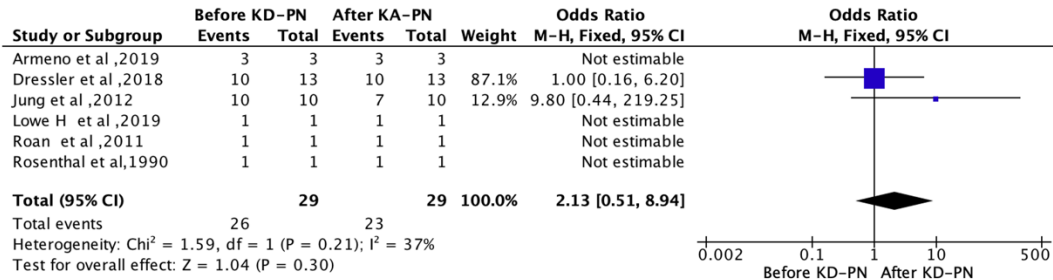 Before KD-PN After KA-PN Odds Ratio Odds Ratio
Study or Subgroup Events Total Events Total Weight M-H, Fixed, 95% CI M-H, Fixed, 95% CI
Armeno et al ,2019 3 3 3 3 Not estimable
Dressler et al,2018 10 13 10 13 87.1% 1.00 [0.16, 6.20]
Jung et al ,2012 10 10 7 10 12.9% 9.80 [0.44, 219.25]
Lowe H et al ,2019 1 1 1 1 Not estimable
Roan et al ,2011 1 1 1 1 Not estimable
Rosenthal et al,1990 1 1 1 1 Not estimable
Total (95% CI) 29 29 100.0% 2.13 [0.51, 8.94]
Total events 26 23
Heterogeneity: Chi² = 1.59, df = 1 (P = 0.21); I² = 37%
Test for overall effect: Z = 1.04 (P = 0.30)
0.002 0.1 1 10 500
Before KD-PN After KD-PN